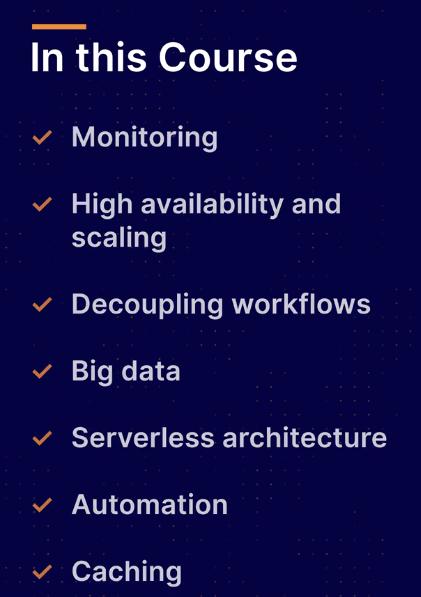 In this Course
Monitoring
High availability and
scaling
Decoupling workflows
Big data
Serverless architecture
Automation
Caching